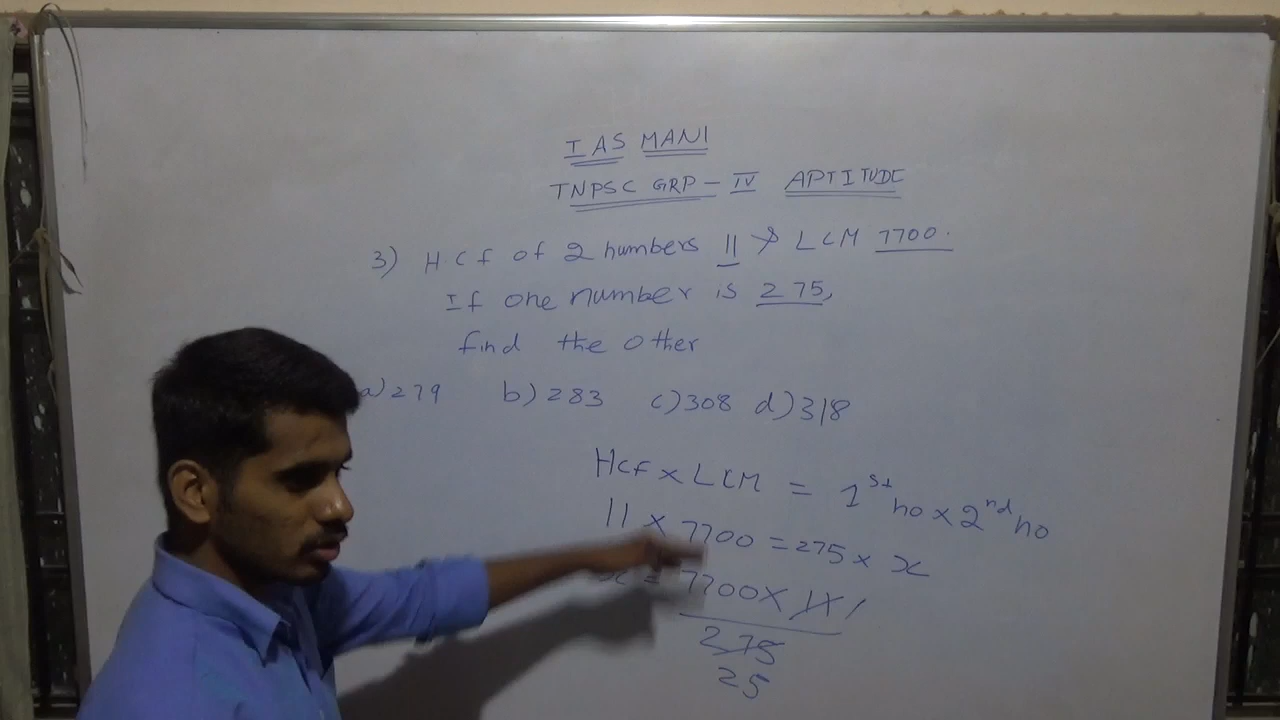 IAS MANI
TNPSC GRP - IV APTITUDE
3) HCf of 2 numbers 11 & LCM 7700.
If one number is 275,
find the other
a) 279 b) 283 c) 308 d) 318
HCF x LCM = 1st no x 2nd no
11 x 7700 = 275 x x
x = 7700 x 11 1
275
25